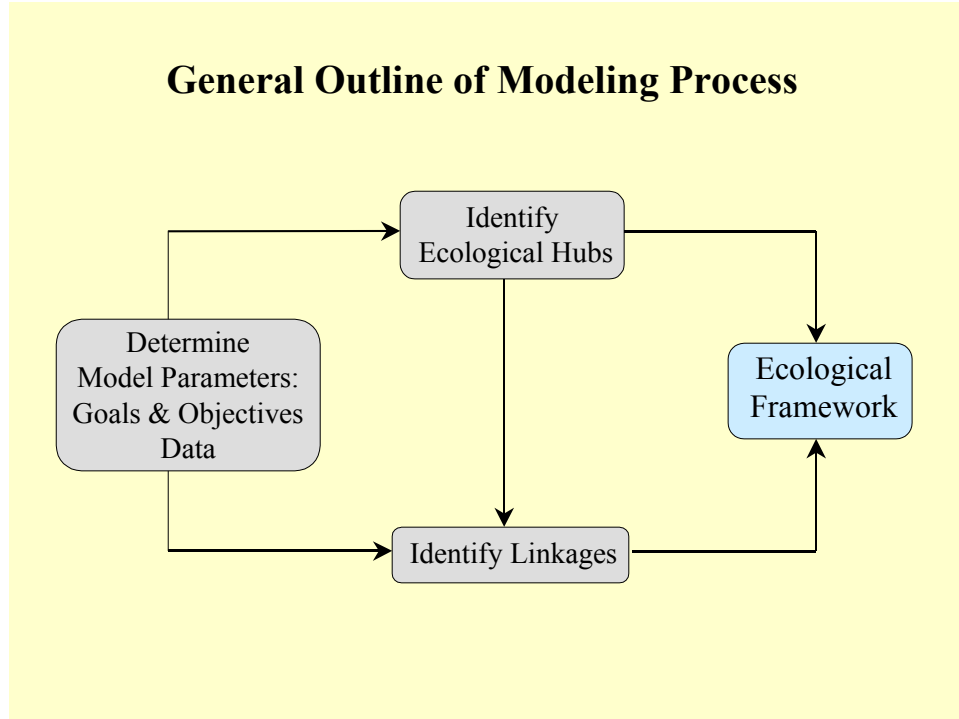 General Outline of Modeling Process
Identify
Ecological Hubs
Determine
Model Parameters:
Goals & Objectives
Data
Ecological
Framework
Identify Linkages